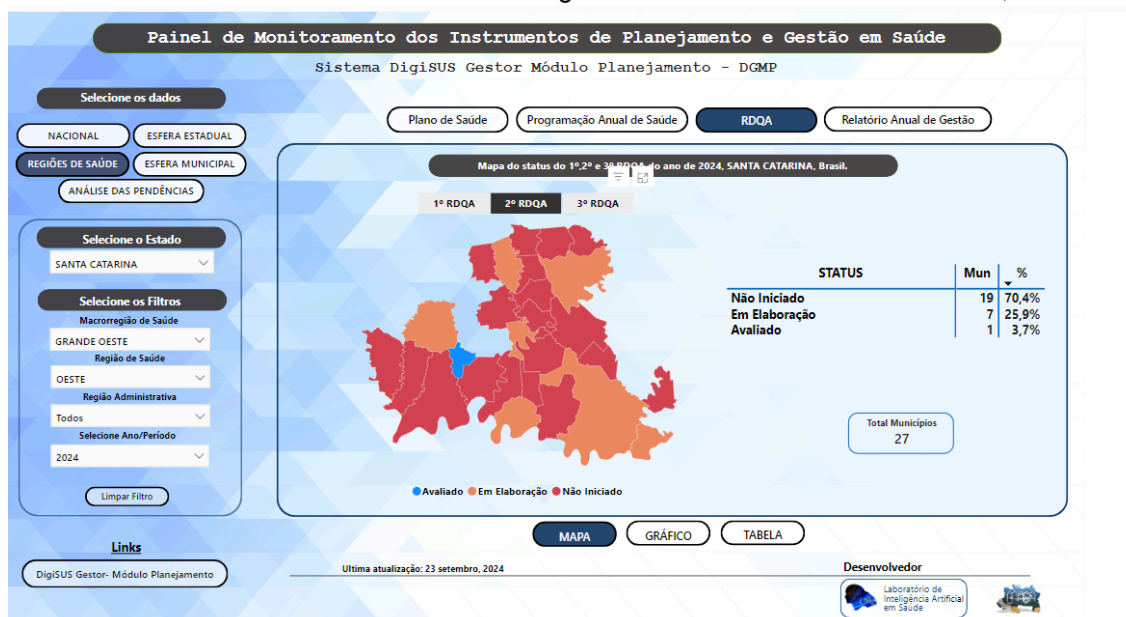 Painel de Monitoramento dos Instrumentos de Planejamento e Gestão em Saúde
Sistema DigiSUS Gestor Módulo Planejamento - DGMP
Selecione os dados
NACIONAL
ESFERA ESTADUAL
REGIÕES DE SAÚDE
ESFERA MUNICIPAL
ANÁLISE DAS PENDÊNCIAS
Plano de Saúde
Programação Anual de Saúde
RDQA
Relatório Anual de Gestão
Selecione o Estado
SANTA CATARINA
Selecione os Filtros
Macrorregião de Saúde
GRANDE OESTE
Região de Saúde
OESTE
Região Administrativa
Todos
Selecione Ano/Período
2024
Limpar Filtro
Links
DigiSUS Gestor- Módulo Planejamento
Mapa do status do 1º,2º e 3º RDQA do ano de 2024, SANTA CATARINA, Brasil.
1º RDQA
2º RDQA
3º RDQA
STATUS Mun %
Não Iniciado 19 70,4%
Em Elaboração 7 25,9%
Avaliado 1 3,7%
Total Municípios
27
Avaliado Em Elaboração Não Iniciado
MAPA
GRÁFICO
TABELA
Ultima atualização: 23 setembro, 2024
Desenvolvedor
Laboratório de
Inteligência Artificial
em Saúde